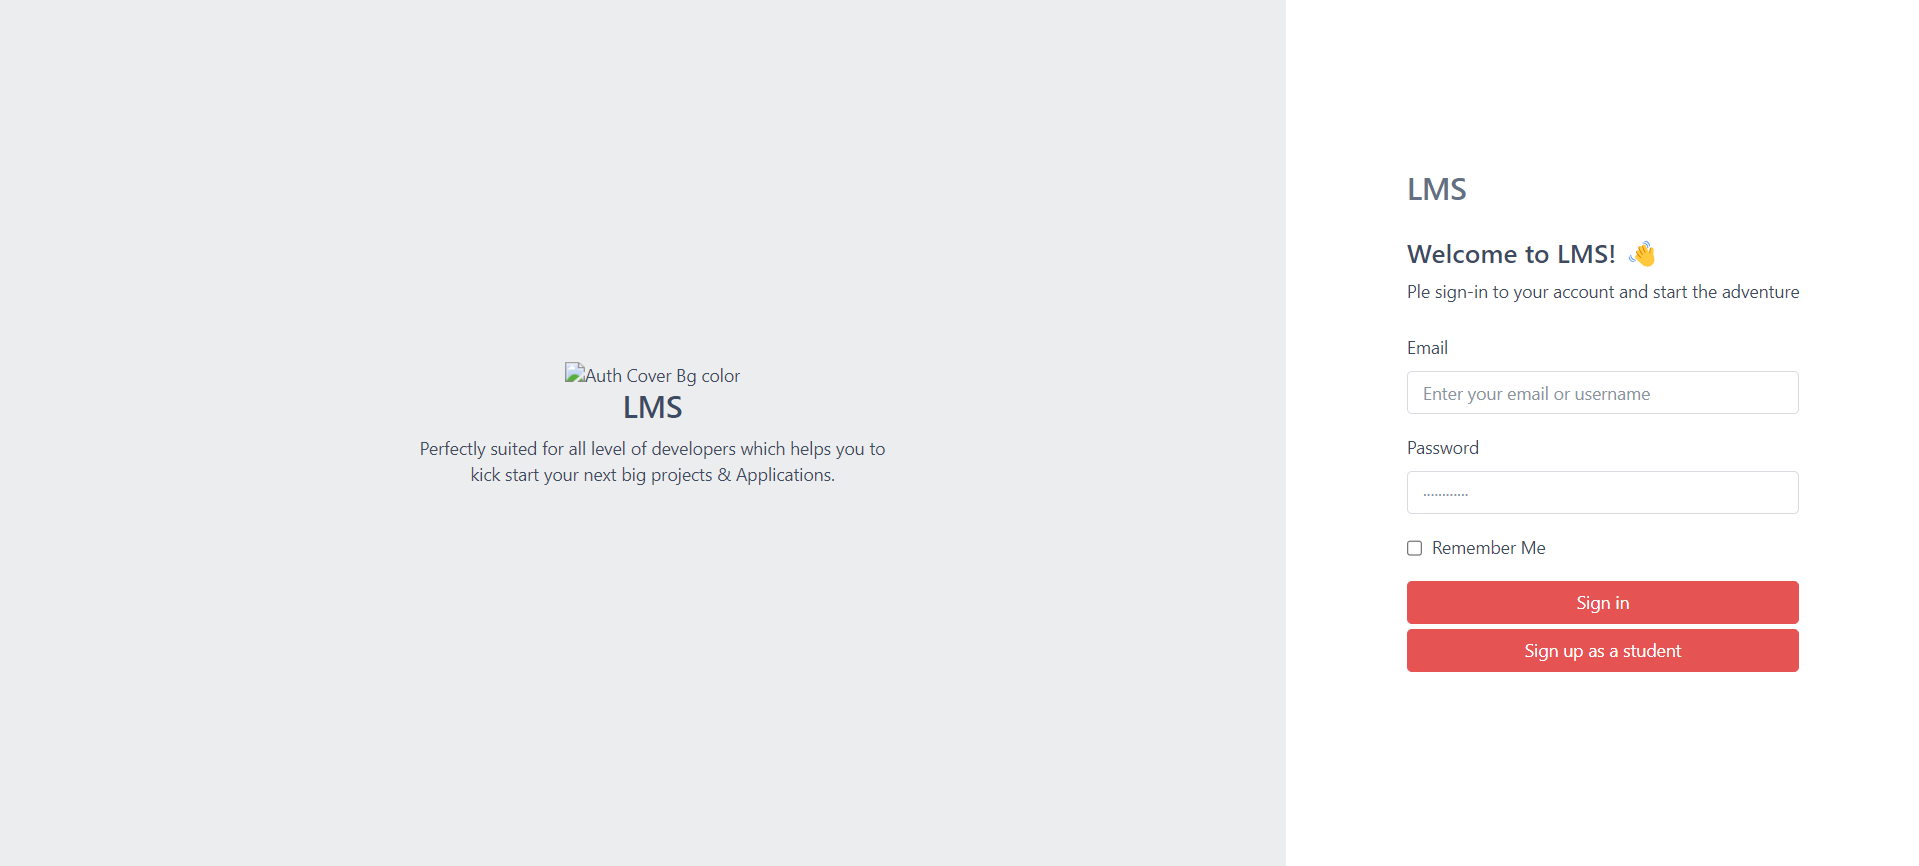 Auth Cover Bg color
LMS
Perfectly suited for all level of developers which helps you to
kick start your next big projects & Applications.
LMS
Welcome to LMS! 👋
Ple sign-in to your account and start the adventure
Email
Enter your email or username
Password
············
Remember Me
Sign in
Sign up as a student